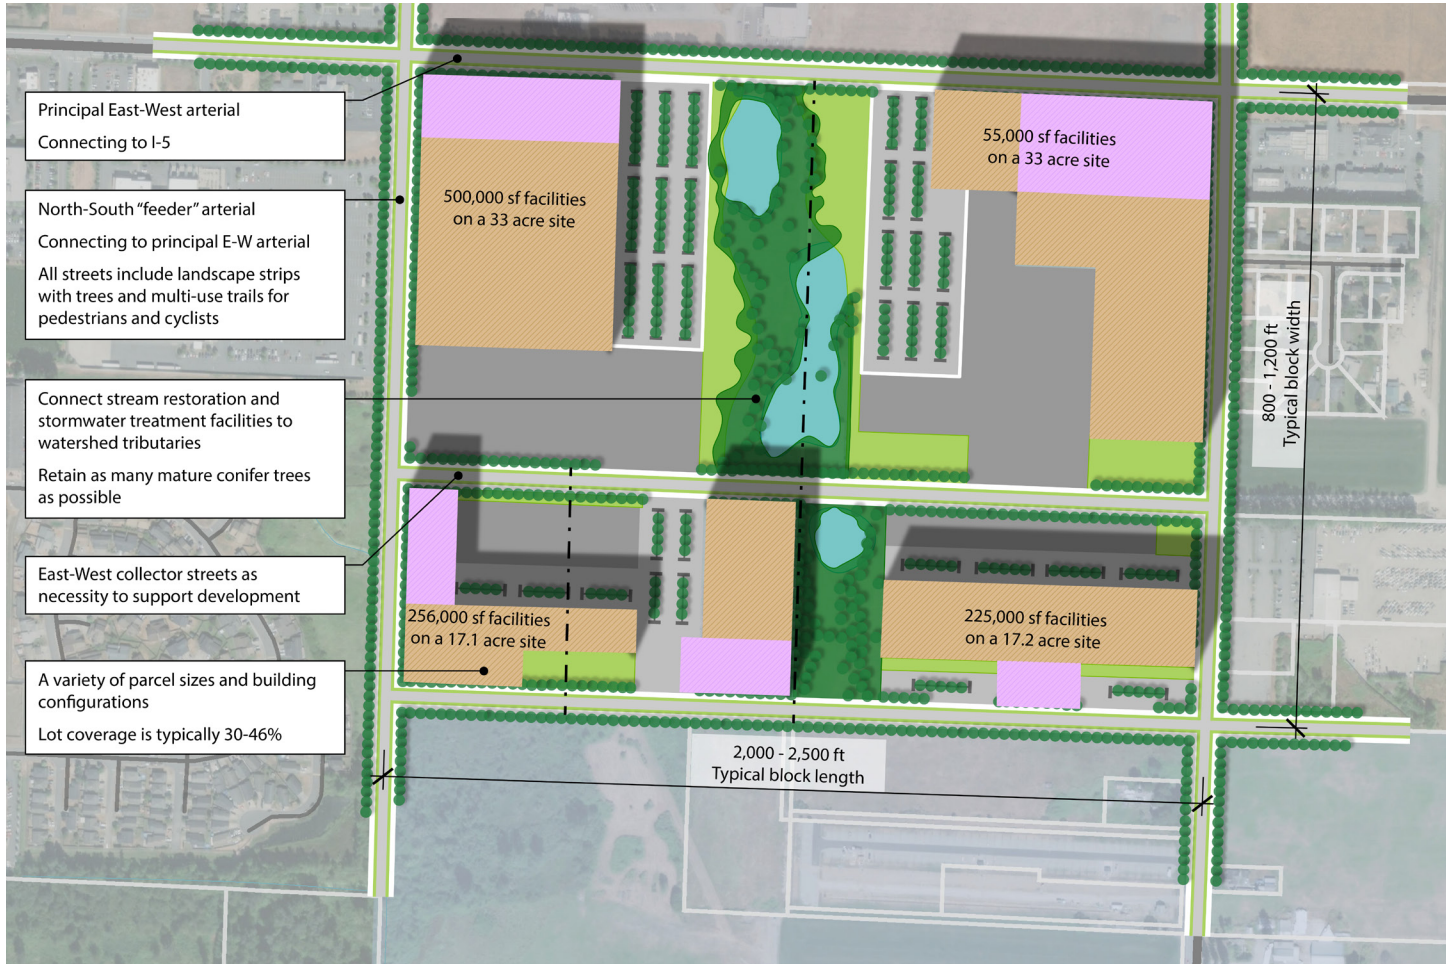 Principal East-West arterial
Connecting to I-5
North-South “feeder” arterial
Connecting to principal E-W arterial
All streets include landscape strips
with trees and multi-use trails for
pedestrians and cyclists
Connect stream restoration and
stormwater treatment facilities to
watershed tributaries
Retain as many mature conifer trees
as possible
East-West collector streets as
necessity to support development
A variety of parcel sizes and building
configurations
Lot coverage is typically 30-46%
500,000 sf facilities
on a 33 acre site
55,000 sf facilities
on a 33 acre site
256,000 sf facilities
on a 17.1 acre site
225,000 sf facilities
on a 17.2 acre site
800 - 1,200 ft
Typical block width
2,000 - 2,500 ft
Typical block length